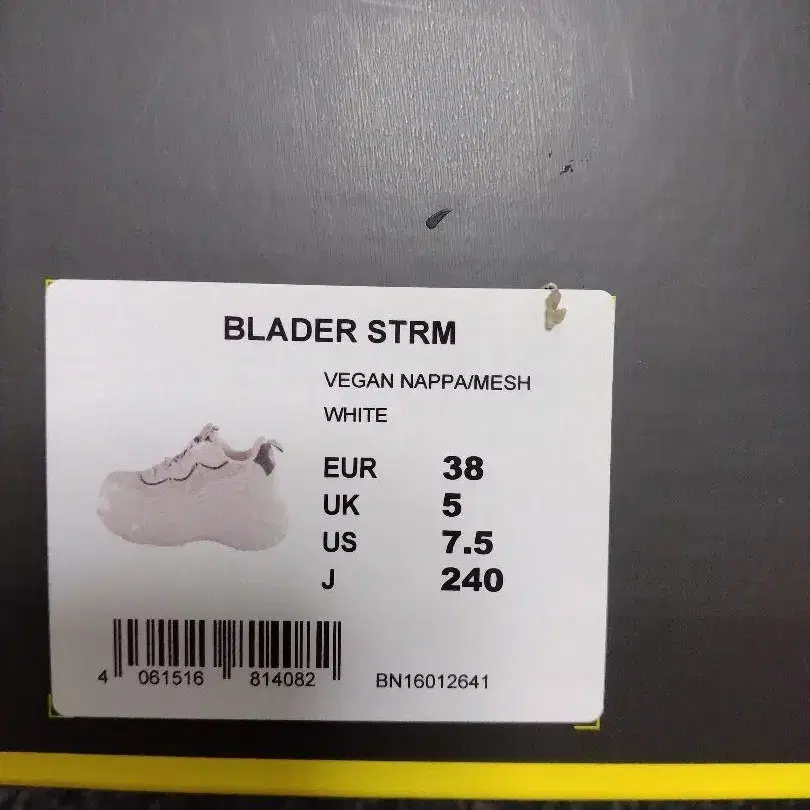 BLADER STRM
VEGAN NAPPA/MESH
WHITE
EUR 38
UK 5
US 7.5
J 240
4 061516 814082
BN16012641